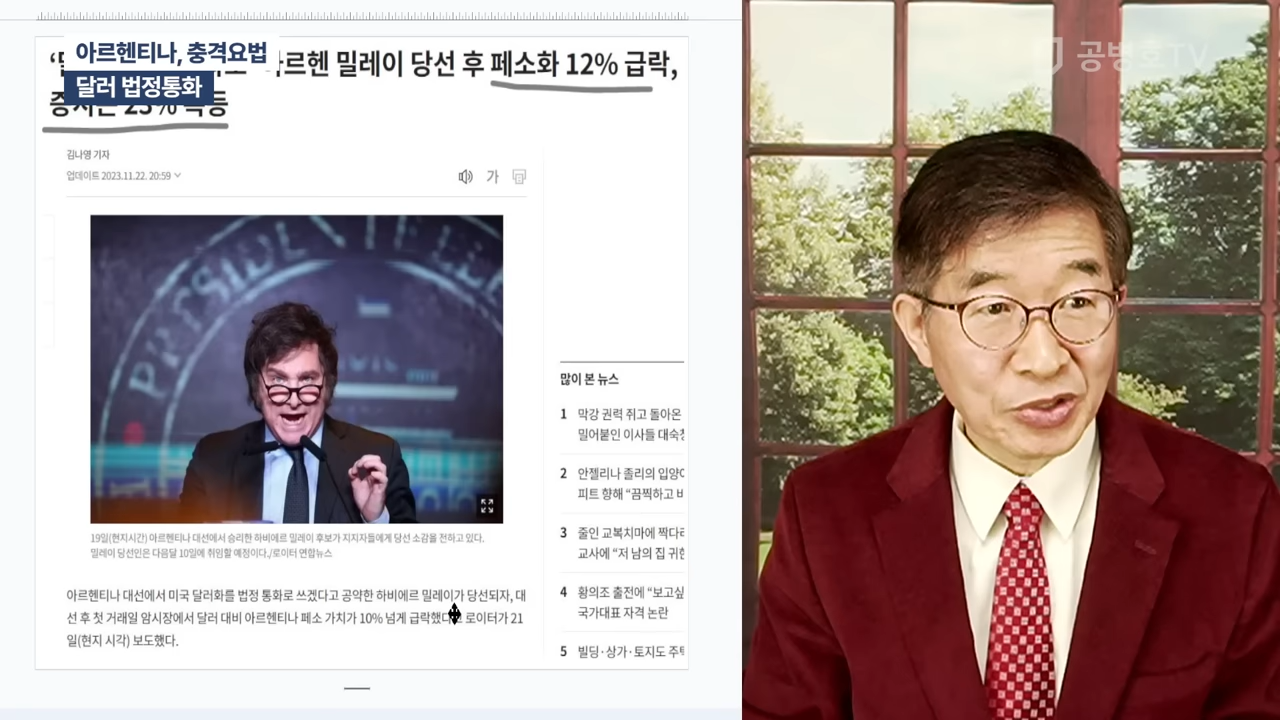 아르헨티나, 충격요법
달러 법정통화
르헨 밀레이 당선 후 페소화 12% 급락,
김나영 기자
업데이트 2023.11.22. 20:59
가
공병호TV
PRESIDENT
많이 본 뉴스
1 막강 권력 쥐고 돌아온
밀어붙인 이사들 대숙청
2 안젤리나 졸리의 입양아
피트 향해 “끔찍하고 비
3 줄인 교복치마에 짝다리
교사에 “저 남의 집 귀한
4 황의조 출전에 “보고싶
국가대표 자격 논란
5 빌딩·상가·토지도 주택
19일(현지시간) 아르헨티나 대선에서 승리한 하비에르 밀레이 후보가 지지자들에게 당선 소감을 전하고 있다.
밀레이 당선인은 다음달 10일에 취임할 예정이다./로이터 연합뉴스
아르헨티나 대선에서 미국 달러화를 법정 통화로 쓰겠다고 공약한 하비에르 밀레이가 당선되자, 대
선 후 첫 거래일 암시장에서 달러 대비 아르헨티나 페소 가치가 10% 넘게 급락했다고 로이터가 21
일(현지 시각) 보도했다.